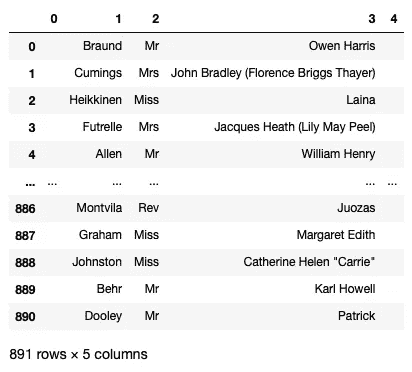 0 1 2 3 4
0 Braund Mr Owen Harris
1 Cumings Mrs John Bradley (Florence Briggs Thayer)
2 Heikkinen Miss Laina
3 Futrelle Mrs Jacques Heath (Lily May Peel)
4 Allen Mr William Henry
... ... ... ... ... ...
886 Montvila Rev Juozas
887 Graham Miss Margaret Edith
888 Johnston Miss Catherine Helen "Carrie"
889 Behr Mr Karl Howell
890 Dooley Mr Patrick
891 rows × 5 columns